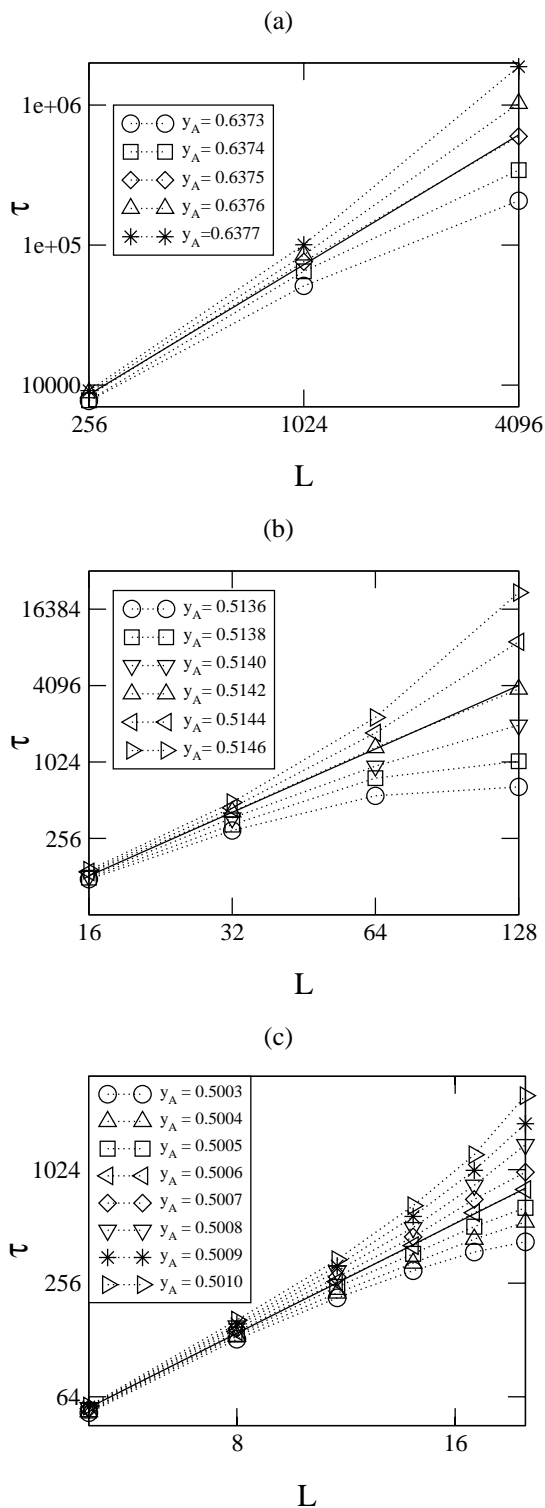 (a)
1e+06
1e+05
10000
τ
y_A = 0.6373
y_A = 0.6374
y_A = 0.6375
y_A = 0.6376
y_A =0.6377
256
1024
4096
L
(b)
16384
4096
1024
256
τ
y_A = 0.5136
y_A = 0.5138
y_A = 0.5140
y_A = 0.5142
y_A = 0.5144
y_A = 0.5146
16
32
64
128
L
(c)
1024
256
64
τ
y_A = 0.5003
y_A = 0.5004
y_A = 0.5005
y_A = 0.5006
y_A = 0.5007
y_A = 0.5008
y_A = 0.5009
y_A = 0.5010
8
16
L